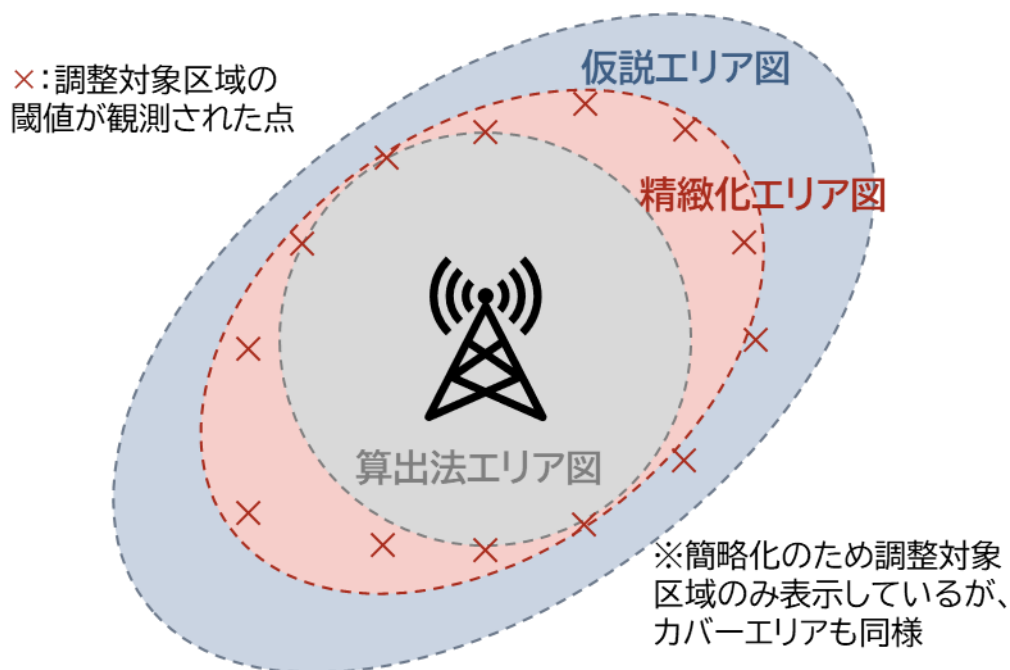 仮説エリア図
×：調整対象区域の
閾値が観測された点
精緻化エリア図
算出法エリア図
※簡略化のため調整対象
区域のみ表示しているが、
カバーエリアも同様